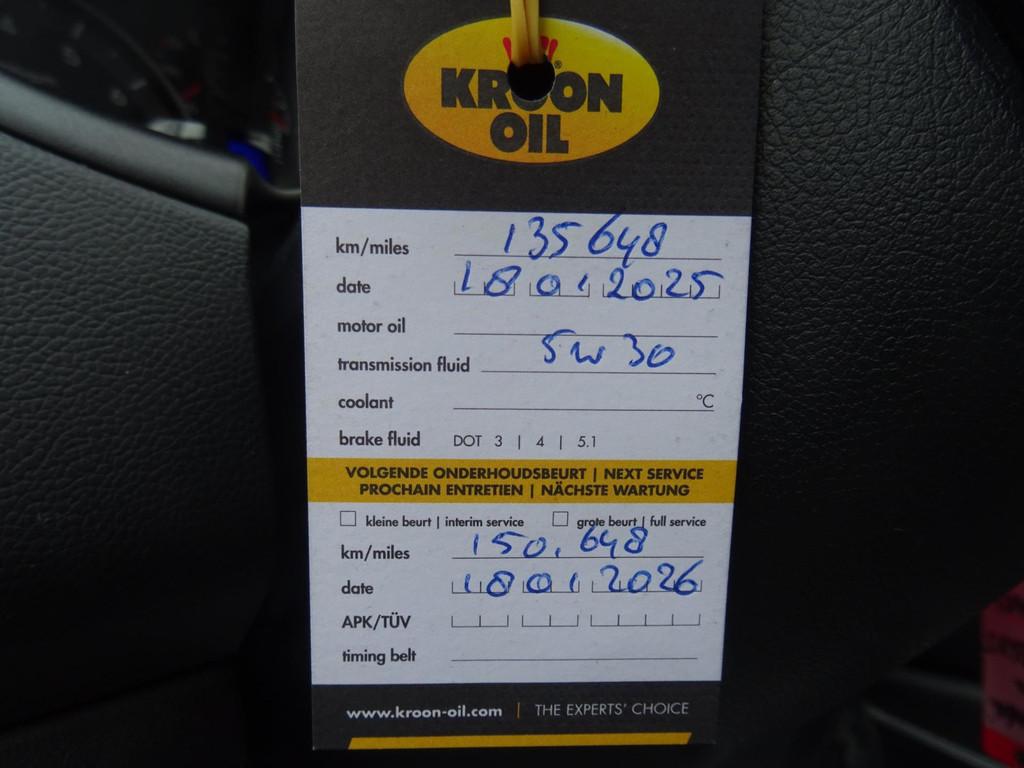 KROON
OIL
km/miles 135648
date 18 01 2025
motor oil
transmission fluid 5w30
coantant °C
brake fluid DOT 3 | 4 | 5.1
VOLGENDE ONDERHOUDSBEURT | NEXT SERVICE
PROCHAIN ENTRETIEN | NÄCHSTE WARTUNG
kleine beurt | interim service grote beurt | full service
km/miles 150.648
date 18 01 2026
APK/TÜV
timing belt
www.kroon-oil.com | THE EXPERTS' CHOICE